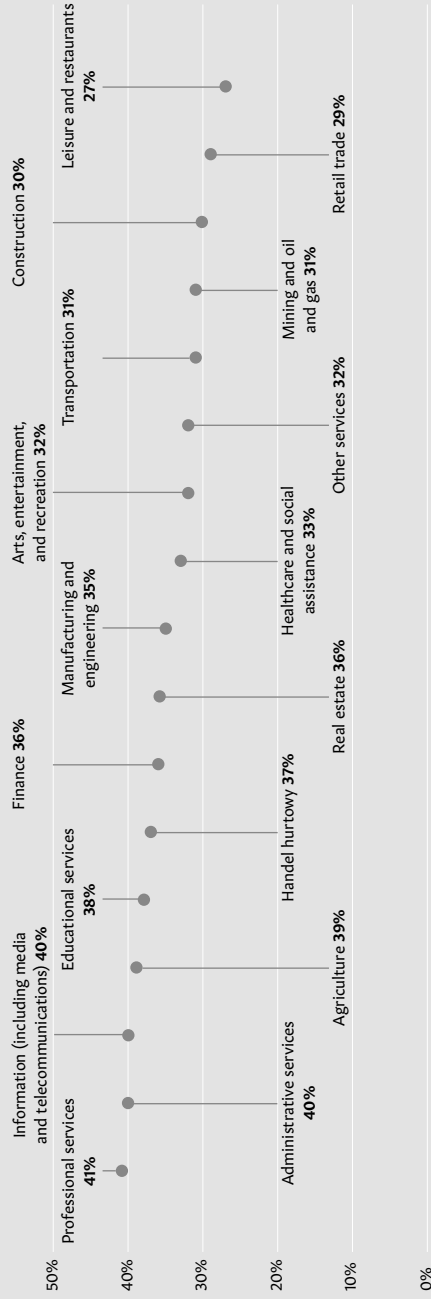 50%
40%
30%
20%
10%
0%
Professional services
41%
Administrative services
40%
Information (including media
and telecommunications) 40%
Agriculture 39%
Educational services
38%
Handel hurtowy 37%
Finance 36%
Real estate 36%
Manufacturing and
engineering 35%
Healthcare and social
assistance 33%
Arts, entertainment,
and recreation 32%
Other services 32%
Transportation 31%
Mining and oil
and gas 31%
Construction 30%
Retail trade 29%
Leisure and restaurants
27%